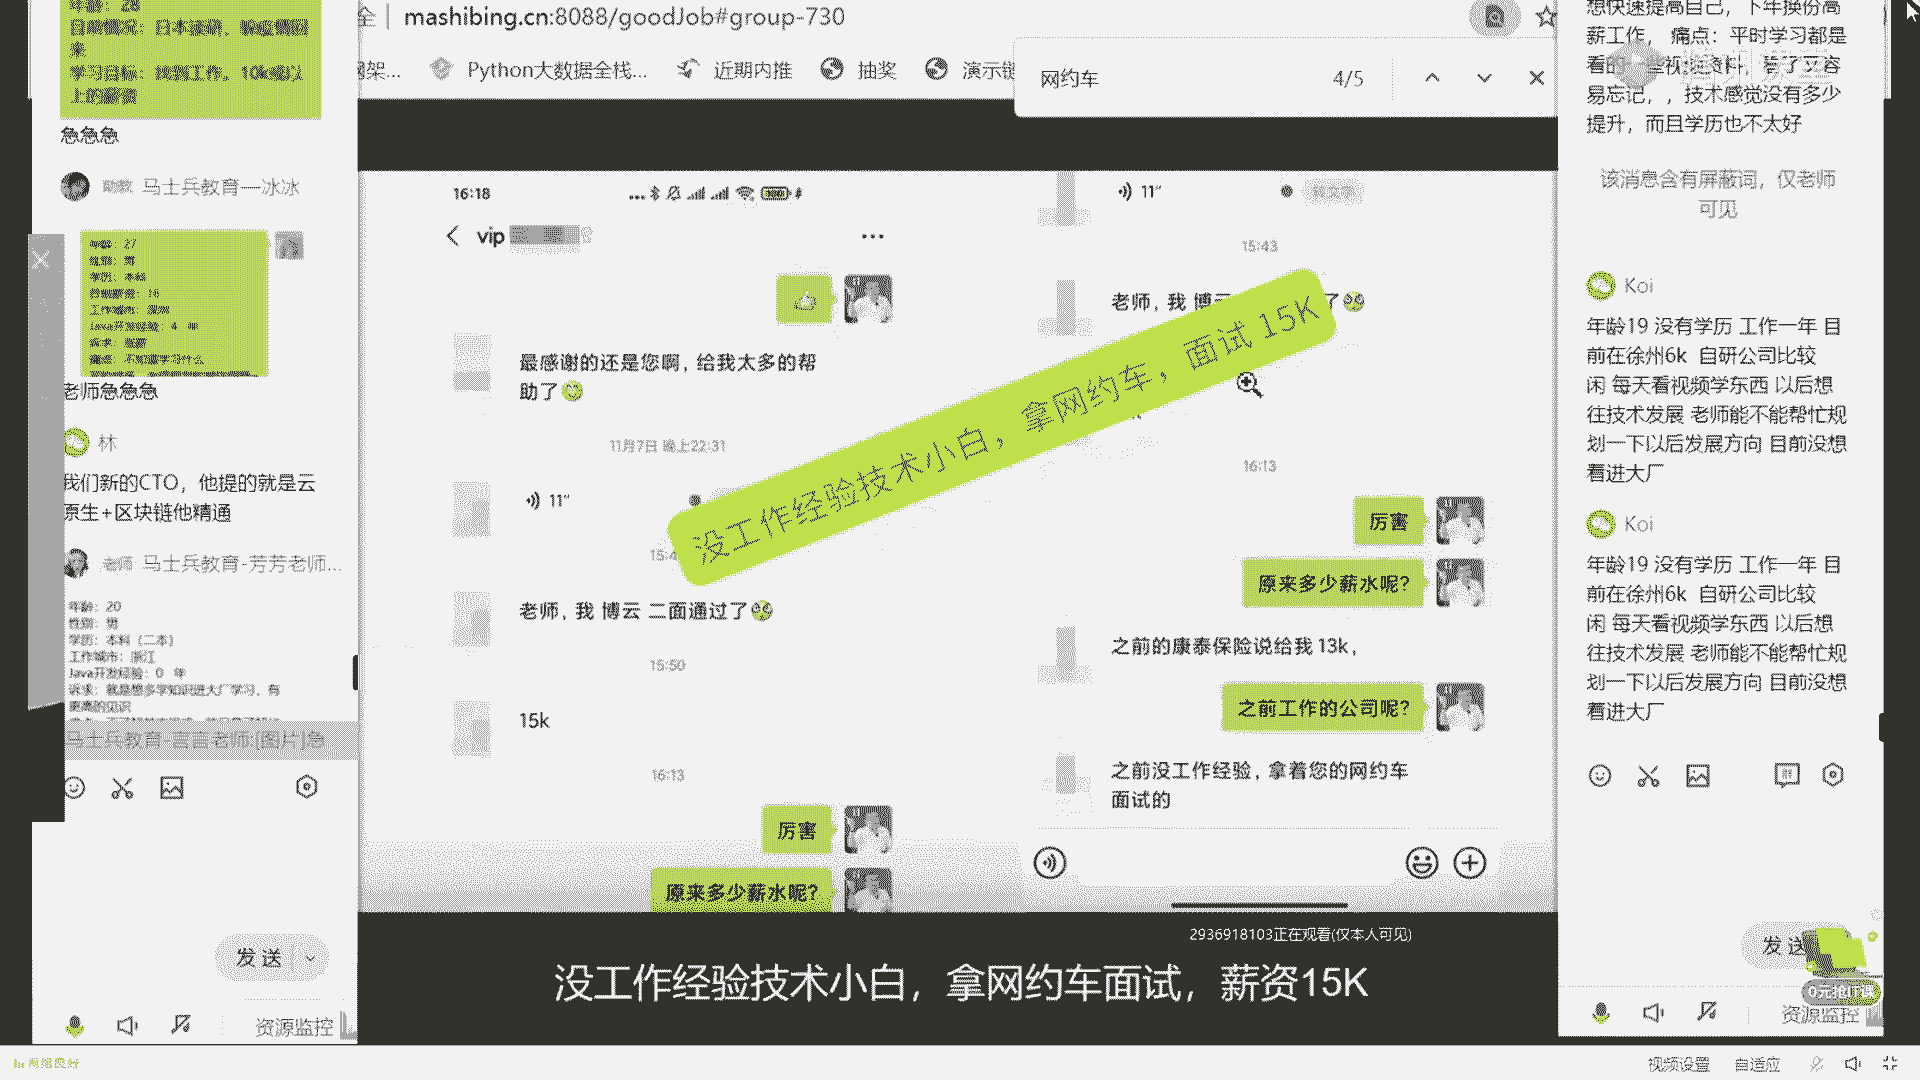 年龄：28
日期情况：日本读研，躲疫情回
来
学习目标：找到工作，10k或以
上的薪资
急急急
助教 马士兵教育—冰冰
年龄：27
性别：男
学历：本科
工作城市：深圳
Java开发经验：4 年
老师急急急
林
我们新的CTO，他提的就是云
原生+区块链他精通
老师 马士兵教育-芳芳老师...
年龄：20
性别：男
学历：本科（二本）
工作城市：浙江
Java开发经验：0 年
诉求：就是想多学知识进大厂学习，有
更高的见识
马士兵教育-言言老师:[图片]急
发送
资源监控
网络良好
全 | mashibing.cn:8088/goodJob#group-730
架...
Python大数据全栈...
近期内推
抽奖
演示链
网约车
4/5
16:18
vip
最感谢的还是您啊，给我太多的帮
助了
11月7日 晚上22:31
11"
15:4
老师，我 博云 二面通过了
15:50
15k
16:13
厉害
原来多少薪水呢？
11"
转文字
15:43
老师，我 博云
了
没工作经验技术小白，拿网约车，面试 15K
16:13
厉害
原来多少薪水呢？
之前的康泰保险说给我 13k，
之前工作的公司呢？
之前没工作经验，拿着您的网约车
面试的
2936918103正在观看(仅本人可见)
没工作经验技术小白，拿网约车面试，薪资15K
想快速提高自己，下年换份高
薪工作， 痛点：平时学习都是
看的一些视频资料，看了又容
易忘记，，技术感觉没有多少
提升，而且学历也不太好
该消息含有屏蔽词，仅老师
可见
Koi
年龄19 没有学历 工作一年 目
前在徐州6k 自研公司比较
闲 每天看视频学东西 以后想
往技术发展 老师能不能帮忙规
划一下以后发展方向 目前没想
着进大厂
Koi
年龄19 没有学历 工作一年 目
前在徐州6k 自研公司比较
闲 每天看视频学东西 以后想
往技术发展 老师能不能帮忙规
划一下以后发展方向 目前没想
着进大厂
发送
0元抢IT课
资源监控
视频设置
自适应